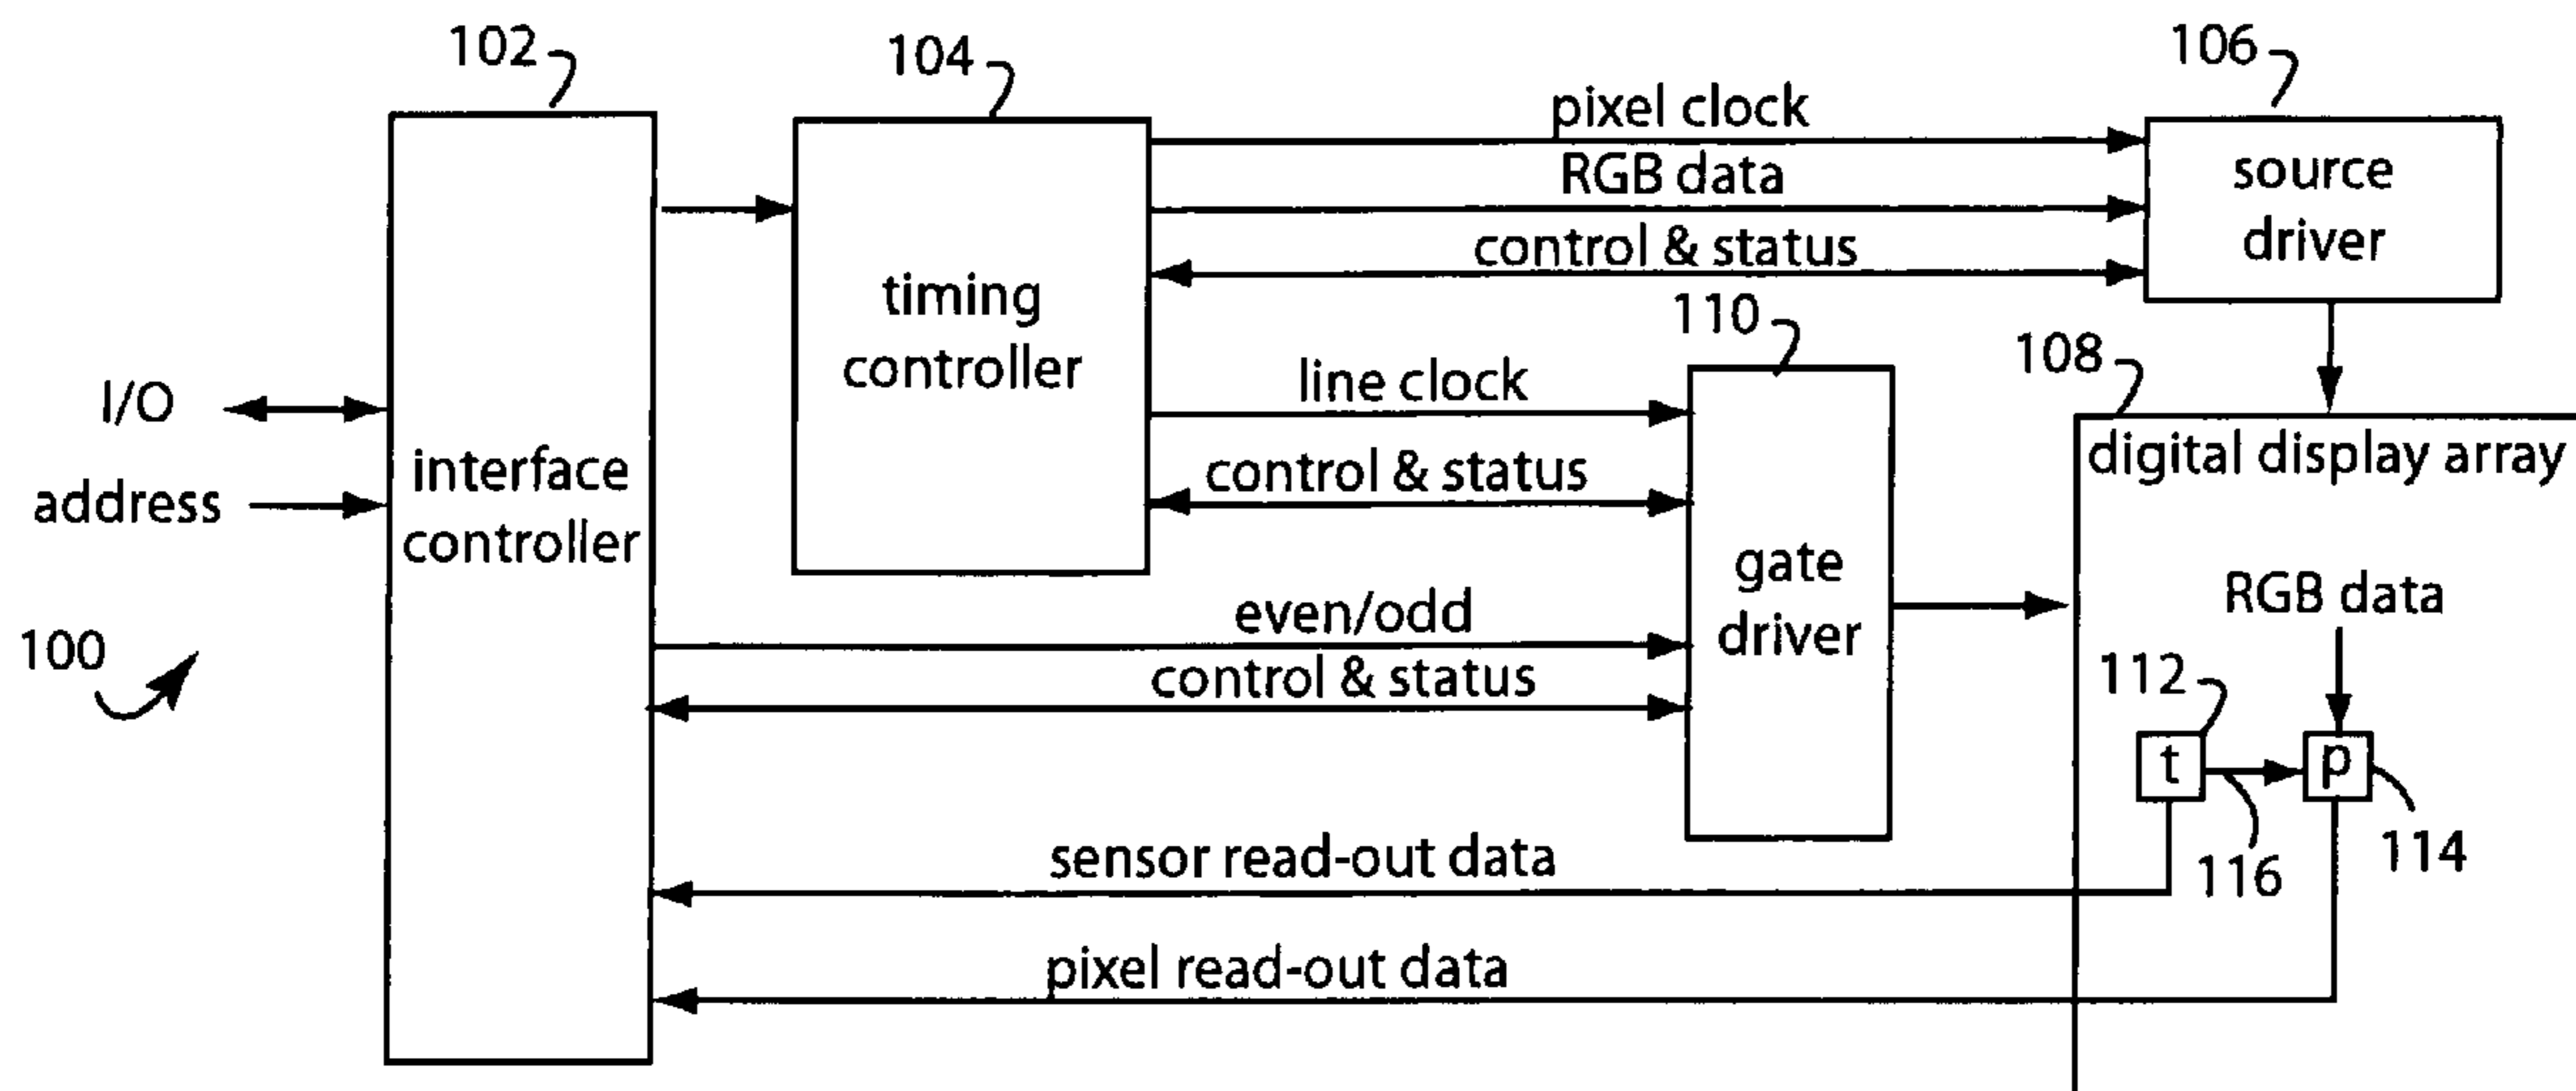 102
104
106
pixel clock
RGB data
control & status
source
driver
timing
controller
110
108
line clock
control & status
I/O
address
interface
controller
digital display array
gate
driver
100
even/odd
control & status
RGB data
112
t
p
114
116
sensor read-out data
pixel read-out data